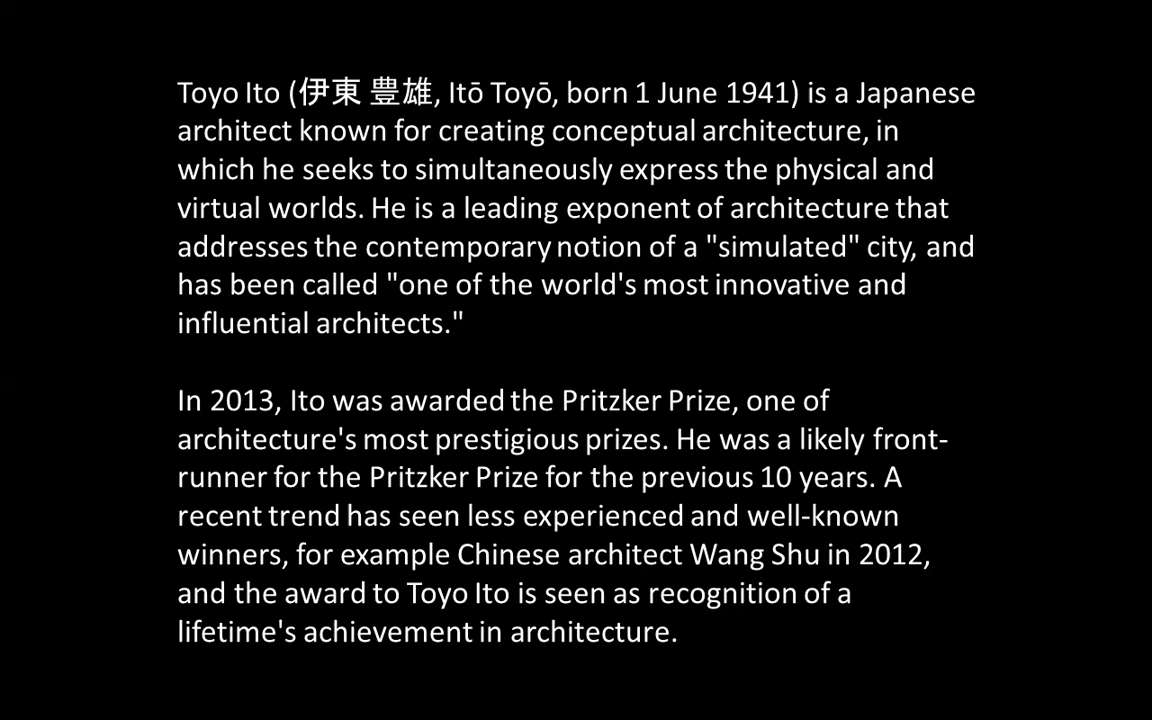 Toyo Ito (伊東 豊雄, Itō Toyō, born 1 June 1941) is a Japanese
architect known for creating conceptual architecture, in
which he seeks to simultaneously express the physical and
virtual worlds. He is a leading exponent of architecture that
addresses the contemporary notion of a "simulated" city, and
has been called "one of the world's most innovative and
influential architects."
In 2013, Ito was awarded the Pritzker Prize, one of
architecture's most prestigious prizes. He was a likely front-
runner for the Pritzker Prize for the previous 10 years. A
recent trend has seen less experienced and well-known
winners, for example Chinese architect Wang Shu in 2012,
and the award to Toyo Ito is seen as recognition of a
lifetime's achievement in architecture.